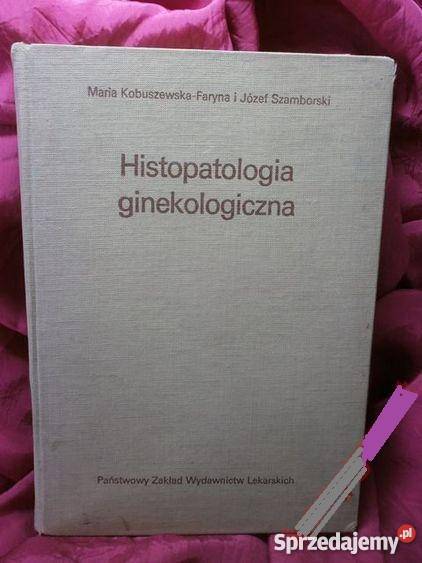 Maria Kobuszewska-Faryna i Józef Szamborski
Histopatologia
ginekologiczna
Państwowy Zakład Wydawnictw Lekarskich
Sprzedajemy.pl